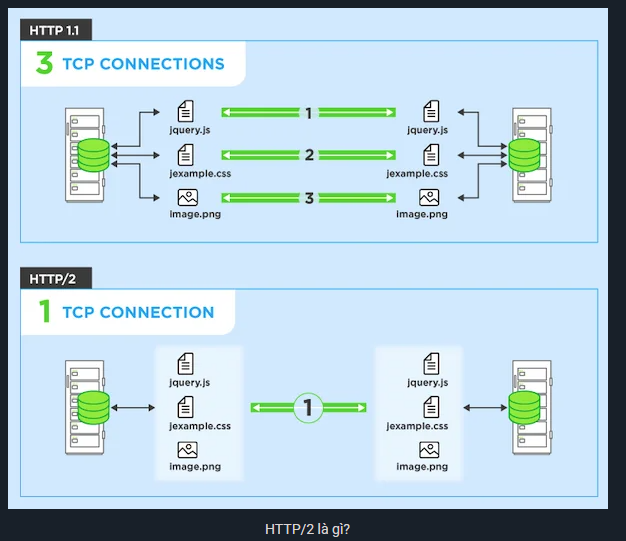 HTTP 1.1
3 TCP CONNECTIONS
jquery.js 1 jquery.js
jexample.css 2 jexample.css
image.png 3 image.png
HTTP/2
1 TCP CONNECTION
jquery.js jquery.js
jexample.css 1 jexample.css
image.png image.png
HTTP/2 là gì?